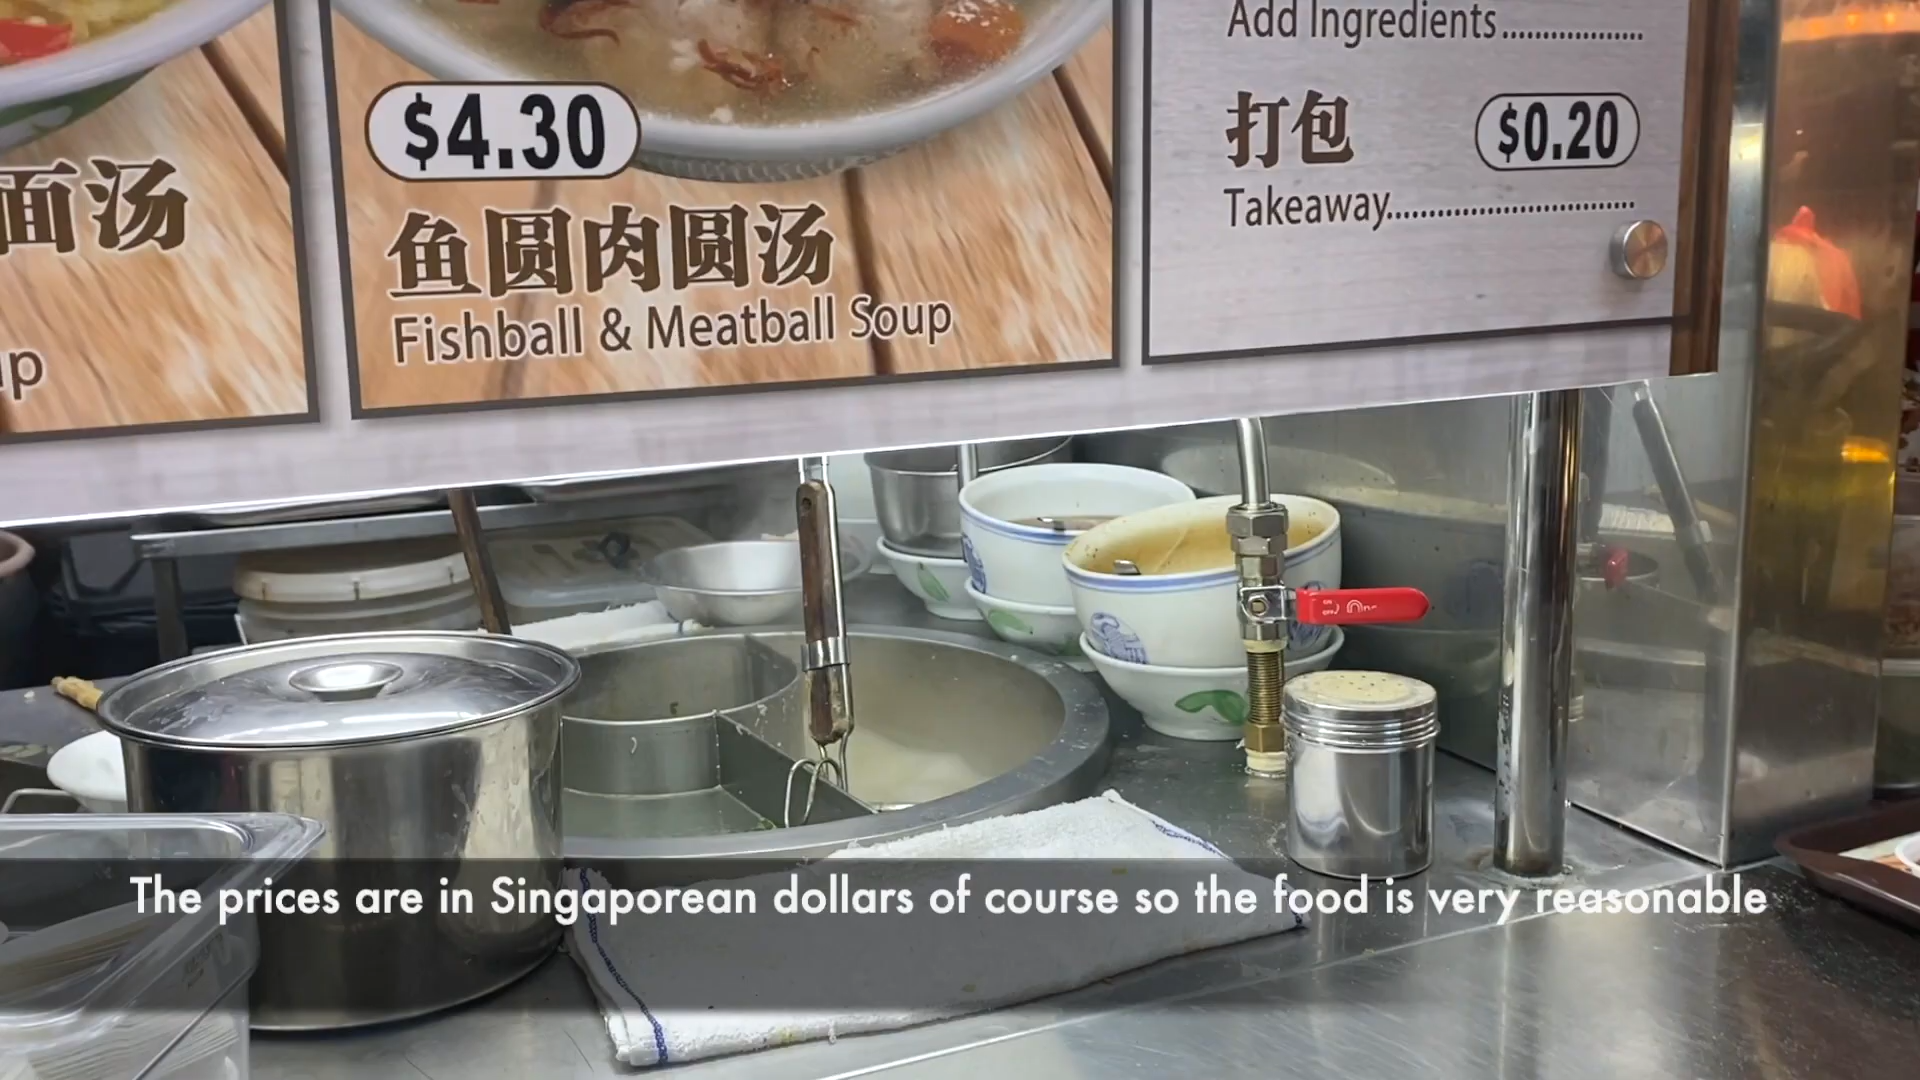 Add Ingredients..................
$4.30
打包
$0.20
Takeaway..............................
面汤
鱼圆肉圆汤
Fishball & Meatball Soup
up
The prices are in Singaporean dollars of course so the food is very reasonable